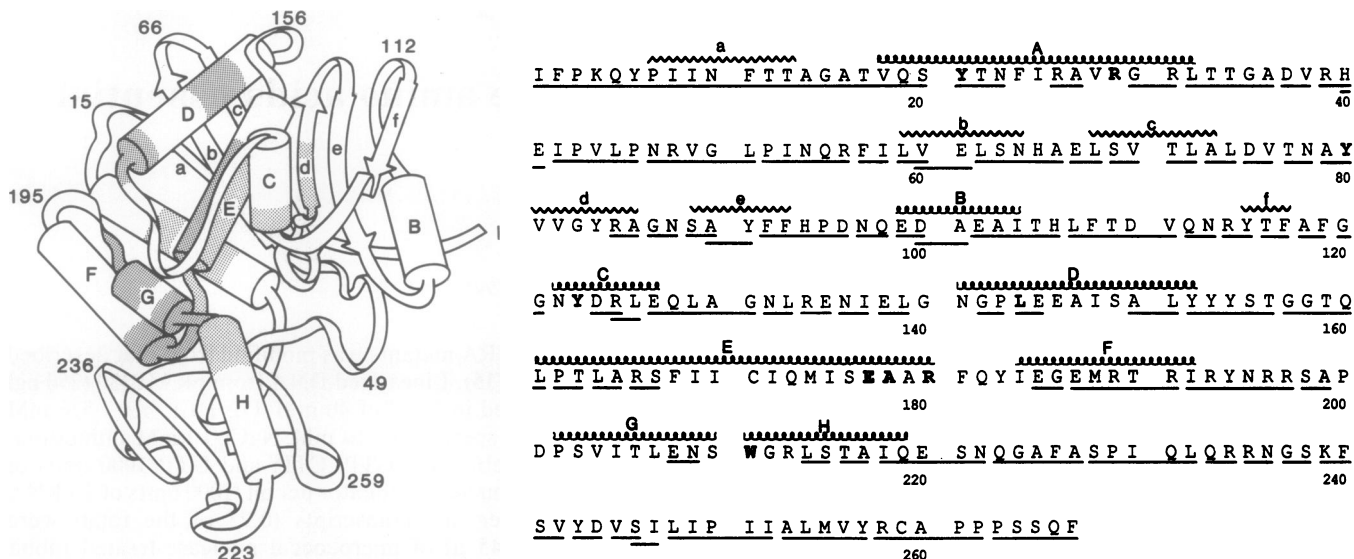 156
66
112
15
D
c
f
b
e
a
C
d
195
E
B
F
G
236
49
H
259
223
a A
IFPKQYPIIN FTTAGATVQS YTNFIRAVRG RLTTGADVRH
20 40
b c
EIPVLPNRVG LPINQRFILV ELSNHAELSV TLALDVTNAY
60 80
d e B f
VVGYRAGNSA YFFHPDNQED AEAITHLFTD VQNRYTFAFG
100 120
C D
GNYDRLEQLA GNLRENIELG NGPLEEAISA LYYYSTGGTQ
140 160
E F
LPTLARSFII CIQMISEAAR FQYIEGEMRT RIRYNRRSAP
180 200
G H
DPSVITLENS WGRLSTAIQE SNQGAFASPI QLQRRNGSKF
220 240
SVYDVSILIP IIALMVYRCA PPPSSQF
260